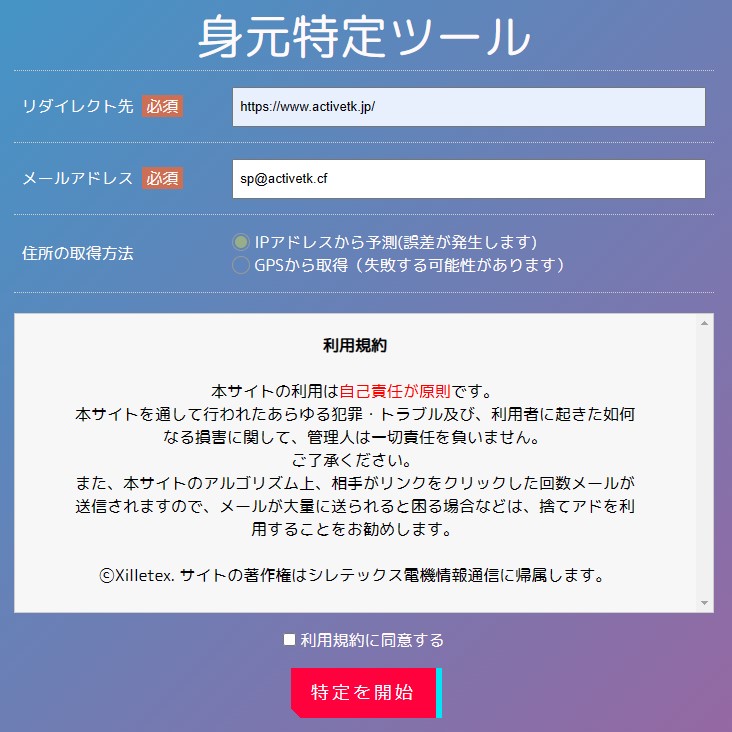 身元特定ツール
リダイレクト先 必須
https://www.activetk.jp/
メールアドレス 必須
sp@activetk.cf
住所の取得方法
IPアドレスから予測(誤差が発生します)
GPSから取得（失敗する可能性があります）
利用規約
本サイトの利用は自己責任が原則です。
本サイトを通して行われたあらゆる犯罪・トラブル及び、利用者に起きた如何
なる損害に関して、管理人は一切責任を負いません。
ご了承ください。
また、本サイトのアルゴリズム上、相手がリンクをクリックした回数メールが
送信されますので、メールが大量に送られると困る場合などは、捨てアドを利
用することをお勧めします。
ⓒXilletex. サイトの著作権はシレテックス電機情報通信に帰属します。
利用規約に同意する
特定を開始